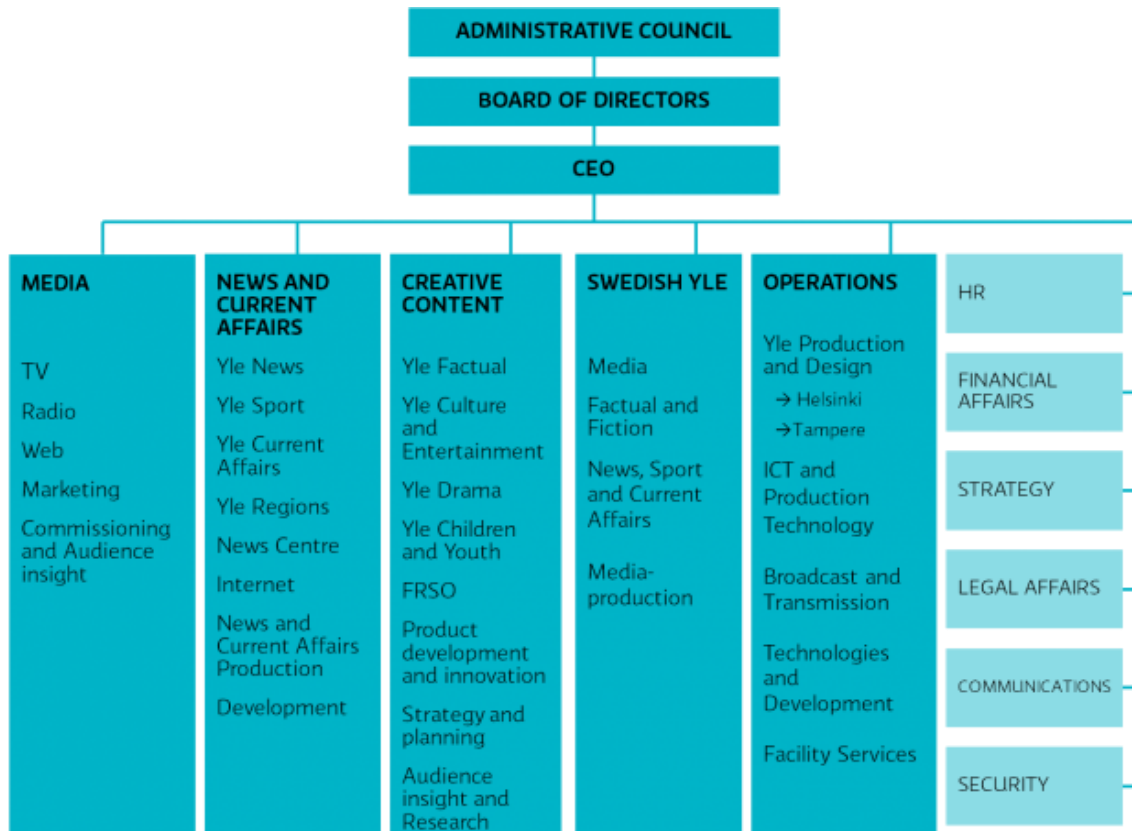 ADMINISTRATIVE COUNCIL
BOARD OF DIRECTORS
CEO
MEDIA
TV
Radio
Web
Marketing
Commissioning
and Audience
insight
NEWS AND
CURRENT
AFFAIRS
Yle News
Yle Sport
Yle Current
Affairs
Yle Regions
News Centre
Internet
News and
Current Affairs
Production
Development
CREATIVE
CONTENT
Yle Factual
Yle Culture
and
Entertainment
Yle Drama
Yle Children
and Youth
FRSO
Product
development
and innovation
Strategy and
planning
Audience
insight and
Research
SWEDISH YLE
Media
Factual and
Fiction
News, Sport
and Current
Affairs
Media-
production
OPERATIONS
Yle Production
and Design
→ Helsinki
→Tampere
ICT and
Production
Technology
Broadcast and
Transmission
Technologies
and
Development
Facility Services
HR
FINANCIAL
AFFAIRS
STRATEGY
LEGAL AFFAIRS
COMMUNICATIONS
SECURITY